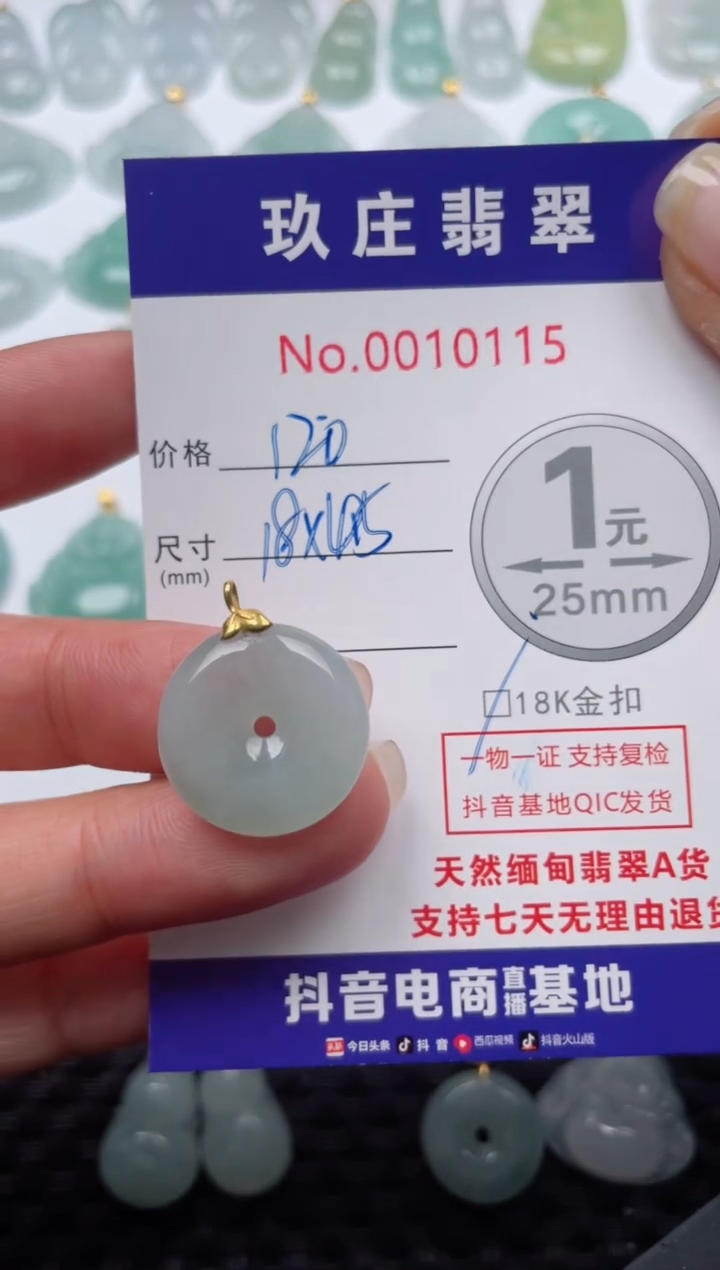 玖庄翡翠
No.0010115
价格 120
尺寸
(mm)
1元
25mm
□18K金扣
一物一证 支持复检
抖音基地QIC发货
天然缅甸翡翠A货
支持七天无理由退货
抖音电商直播基地
今日头条 抖音 西瓜视频 抖音火山版